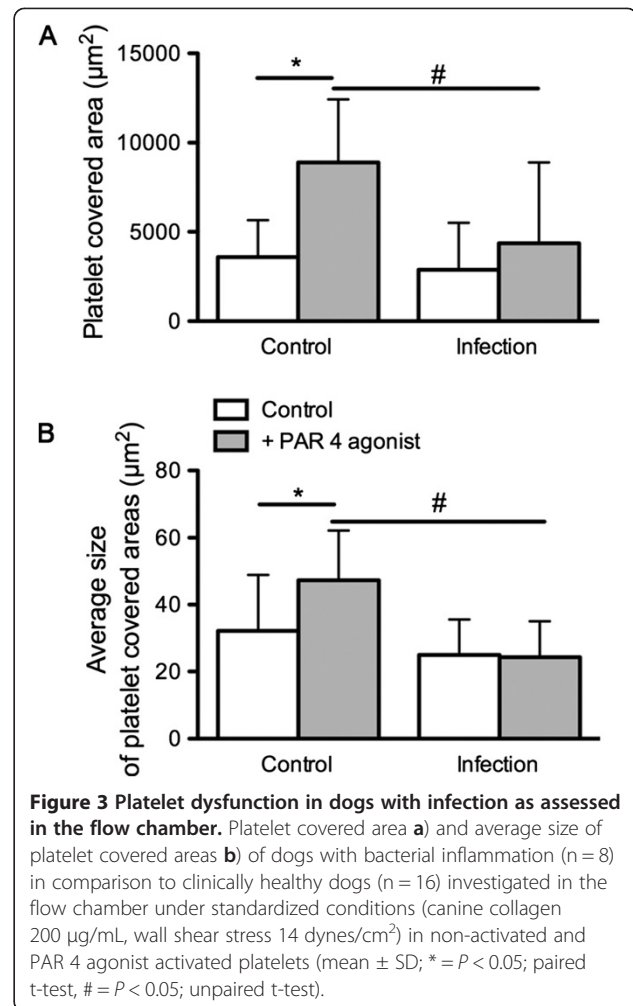 A
Platelet covered area (µm²)
15000
10000
5000
0
*
#
Control
Infection
Control
+ PAR 4 agonist
B
Average size
of platelet covered areas (µm²)
80
60
40
20
0
*
#
Control
Infection
Figure 3 Platelet dysfunction in dogs with infection as assessed
in the flow chamber. Platelet covered area a) and average size of
platelet covered areas b) of dogs with bacterial inflammation (n = 8)
in comparison to clinically healthy dogs (n = 16) investigated in the
flow chamber under standardized conditions (canine collagen
200 µg/mL, wall shear stress 14 dynes/cm²) in non-activated and
PAR 4 agonist activated platelets (mean ± SD; * = P < 0.05; paired
t-test, # = P < 0.05; unpaired t-test).